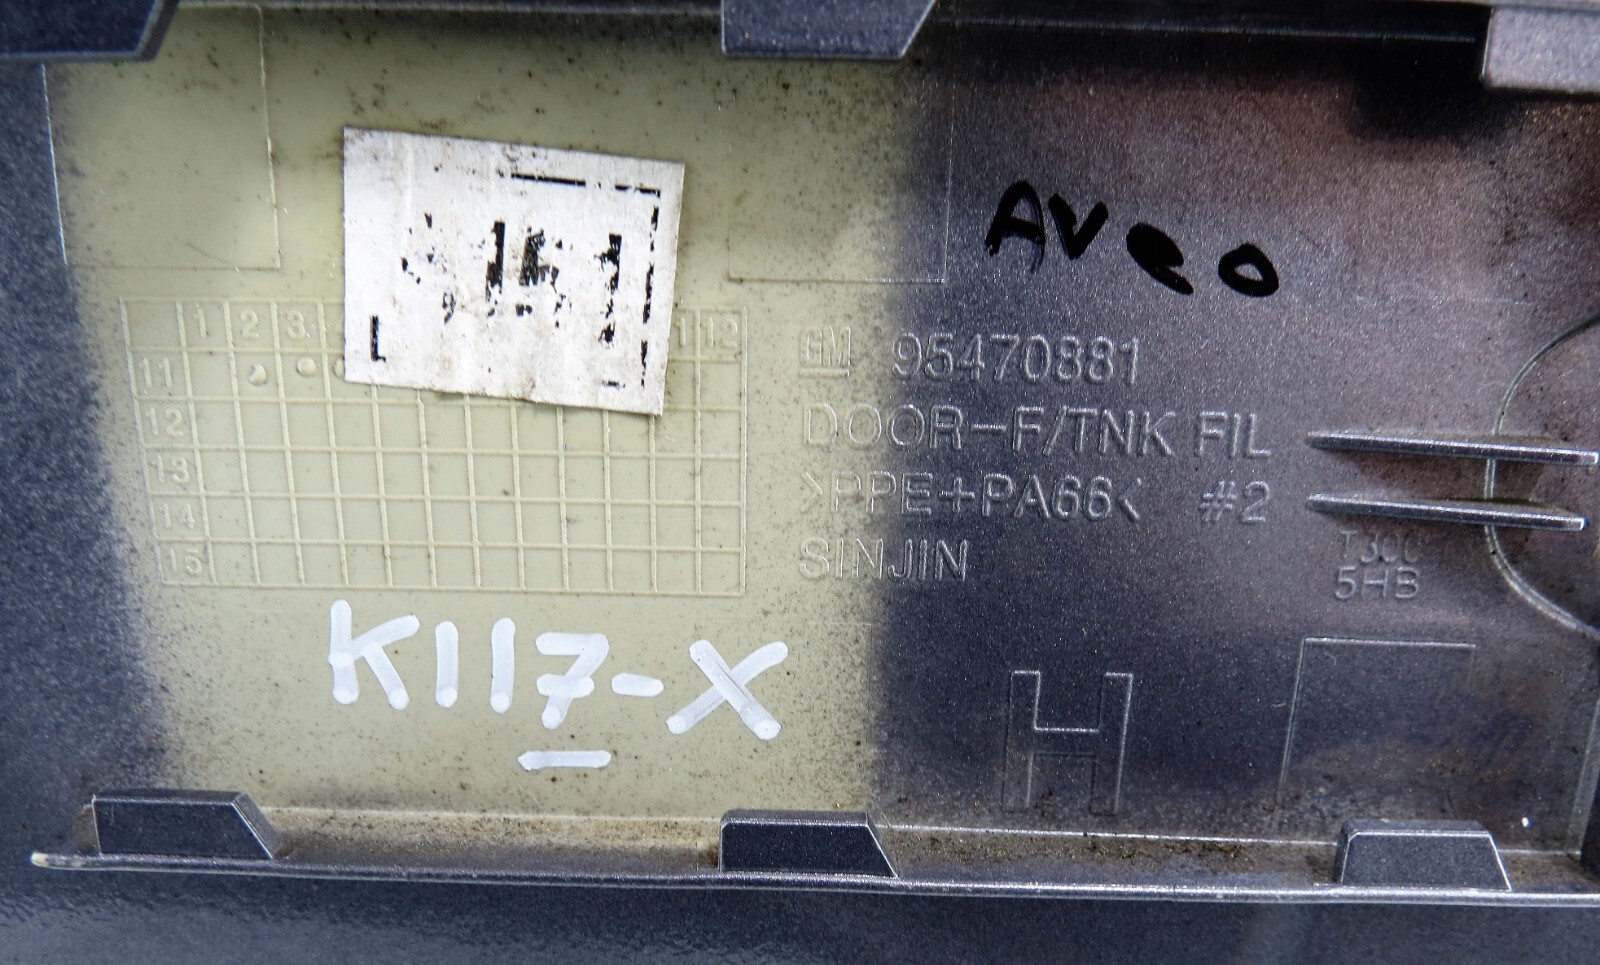 Aveo
1 2 3 12
11
12
13
14
15
GM 95470881
DOOR-F/TNK FIL
>PPE+PA66< #2
SINJIN
T300
5HB
K117-X
H